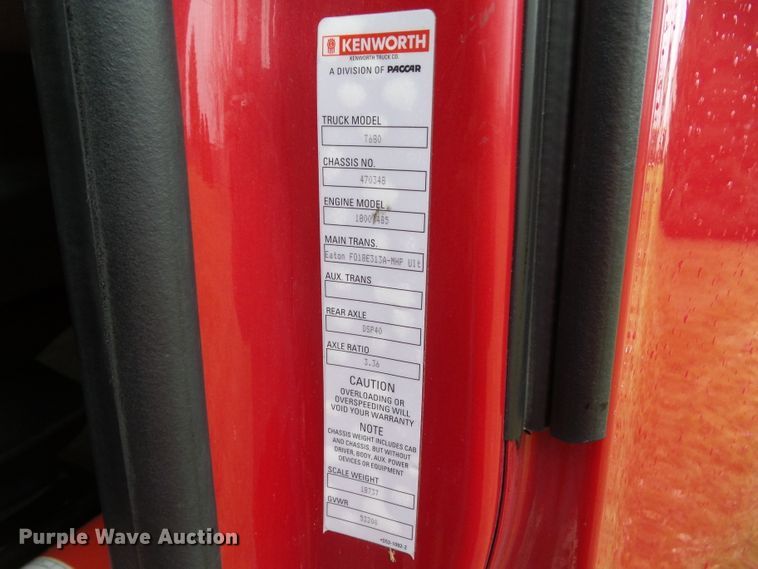 KENWORTH
KENWORTH TRUCK CO.
A DIVISION OF PACCAR
TRUCK MODEL
T680
CHASSIS NO.
470348
ENGINE MODEL
1800/485
MAIN TRANS.
Eaton FO18E313A-MHP Ult
AUX. TRANS
REAR AXLE
DSP40
AXLE RATIO
3.36
CAUTION
OVERLOADING OR
OVERSPEEDING WILL
VOID YOUR WARRANTY
NOTE
CHASSIS WEIGHT INCLUDES CAB
AND CHASSIS, BUT WITHOUT
DRIVER, BODY, AUX. POWER
DEVICES OR EQUIPMENT
SCALE WEIGHT
18737
GVWR
Purple Wave Auction®